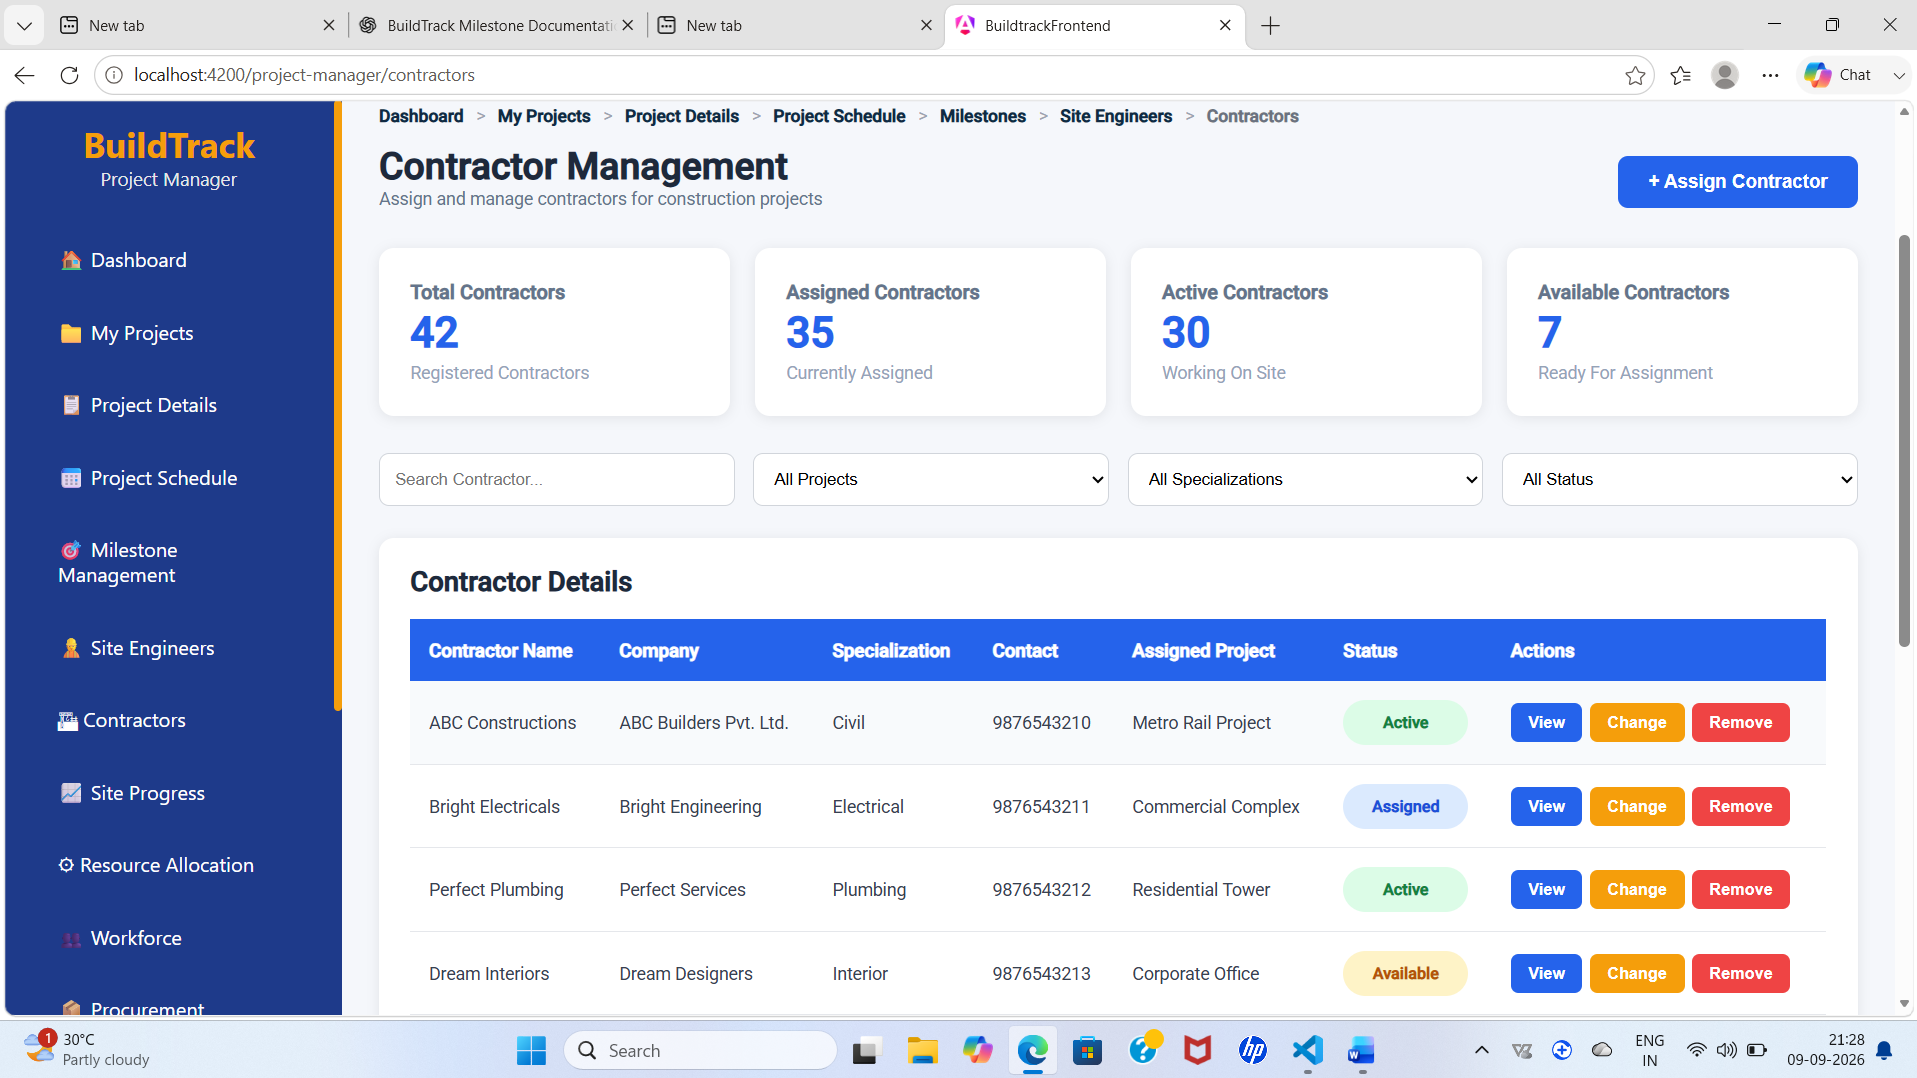 New tab
BuildTrack Milestone Documentati
New tab
BuildtrackFrontend
localhost:4200/project-manager/contractors
Chat
BuildTrack
Project Manager
Dashboard
My Projects
Project Details
Project Schedule
Milestone
Management
Site Engineers
Contractors
Site Progress
Resource Allocation
Workforce
Procurement
Dashboard > My Projects > Project Details > Project Schedule > Milestones > Site Engineers > Contractors
Contractor Management
Assign and manage contractors for construction projects
+ Assign Contractor
Total Contractors
42
Registered Contractors
Assigned Contractors
35
Currently Assigned
Active Contractors
30
Working On Site
Available Contractors
7
Ready For Assignment
Search Contractor...
All Projects
All Specializations
All Status
Contractor Details
Contractor Name Company Specialization Contact Assigned Project Status Actions
ABC Constructions ABC Builders Pvt. Ltd. Civil 9876543210 Metro Rail Project Active View Change Remove
Bright Electricals Bright Engineering Electrical 9876543211 Commercial Complex Assigned View Change Remove
Perfect Plumbing Perfect Services Plumbing 9876543212 Residential Tower Active View Change Remove
Dream Interiors Dream Designers Interior 9876543213 Corporate Office Available View Change Remove
1
30°C
Partly cloudy
Search
hp
W
ENG
IN
21:28
09-09-2026